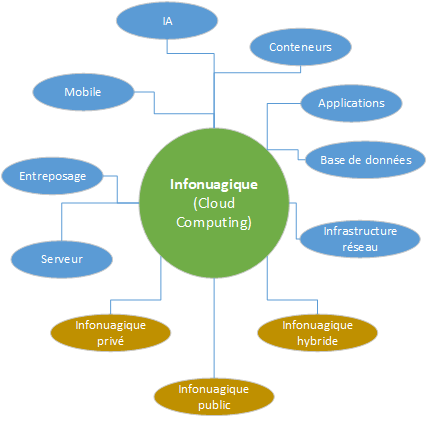 IA
Conteneurs
Mobile
Applications
Base de données
Entreposage
Infonuagique
(Cloud
Computing)
Infrastructure
réseau
Serveur
Infonuagique
privé
Infonuagique
hybride
Infonuagique
public